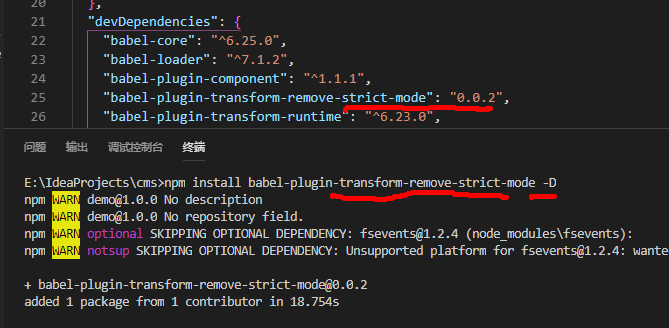 20 },
21 "devDependencies": {
22 "babel-core": "^6.25.0",
23 "babel-loader": "^7.1.2",
24 "babel-plugin-component": "^1.1.1",
25 "babel-plugin-transform-remove-strict-mode": "0.0.2",
26 "babel-plugin-transform-runtime": "^6.23.0",
问题 输出 调试控制台 终端
E:\IdeaProjects\cms>npm install babel-plugin-transform-remove-strict-mode -D
npm WARN demo@1.0.0 No description
npm WARN demo@1.0.0 No repository field.
npm WARN optional SKIPPING OPTIONAL DEPENDENCY: fsevents@1.2.4 (node_modules\fsevents):
npm WARN notsup SKIPPING OPTIONAL DEPENDENCY: Unsupported platform for fsevents@1.2.4: wante
+ babel-plugin-transform-remove-strict-mode@0.0.2
added 1 package from 1 contributor in 18.754s